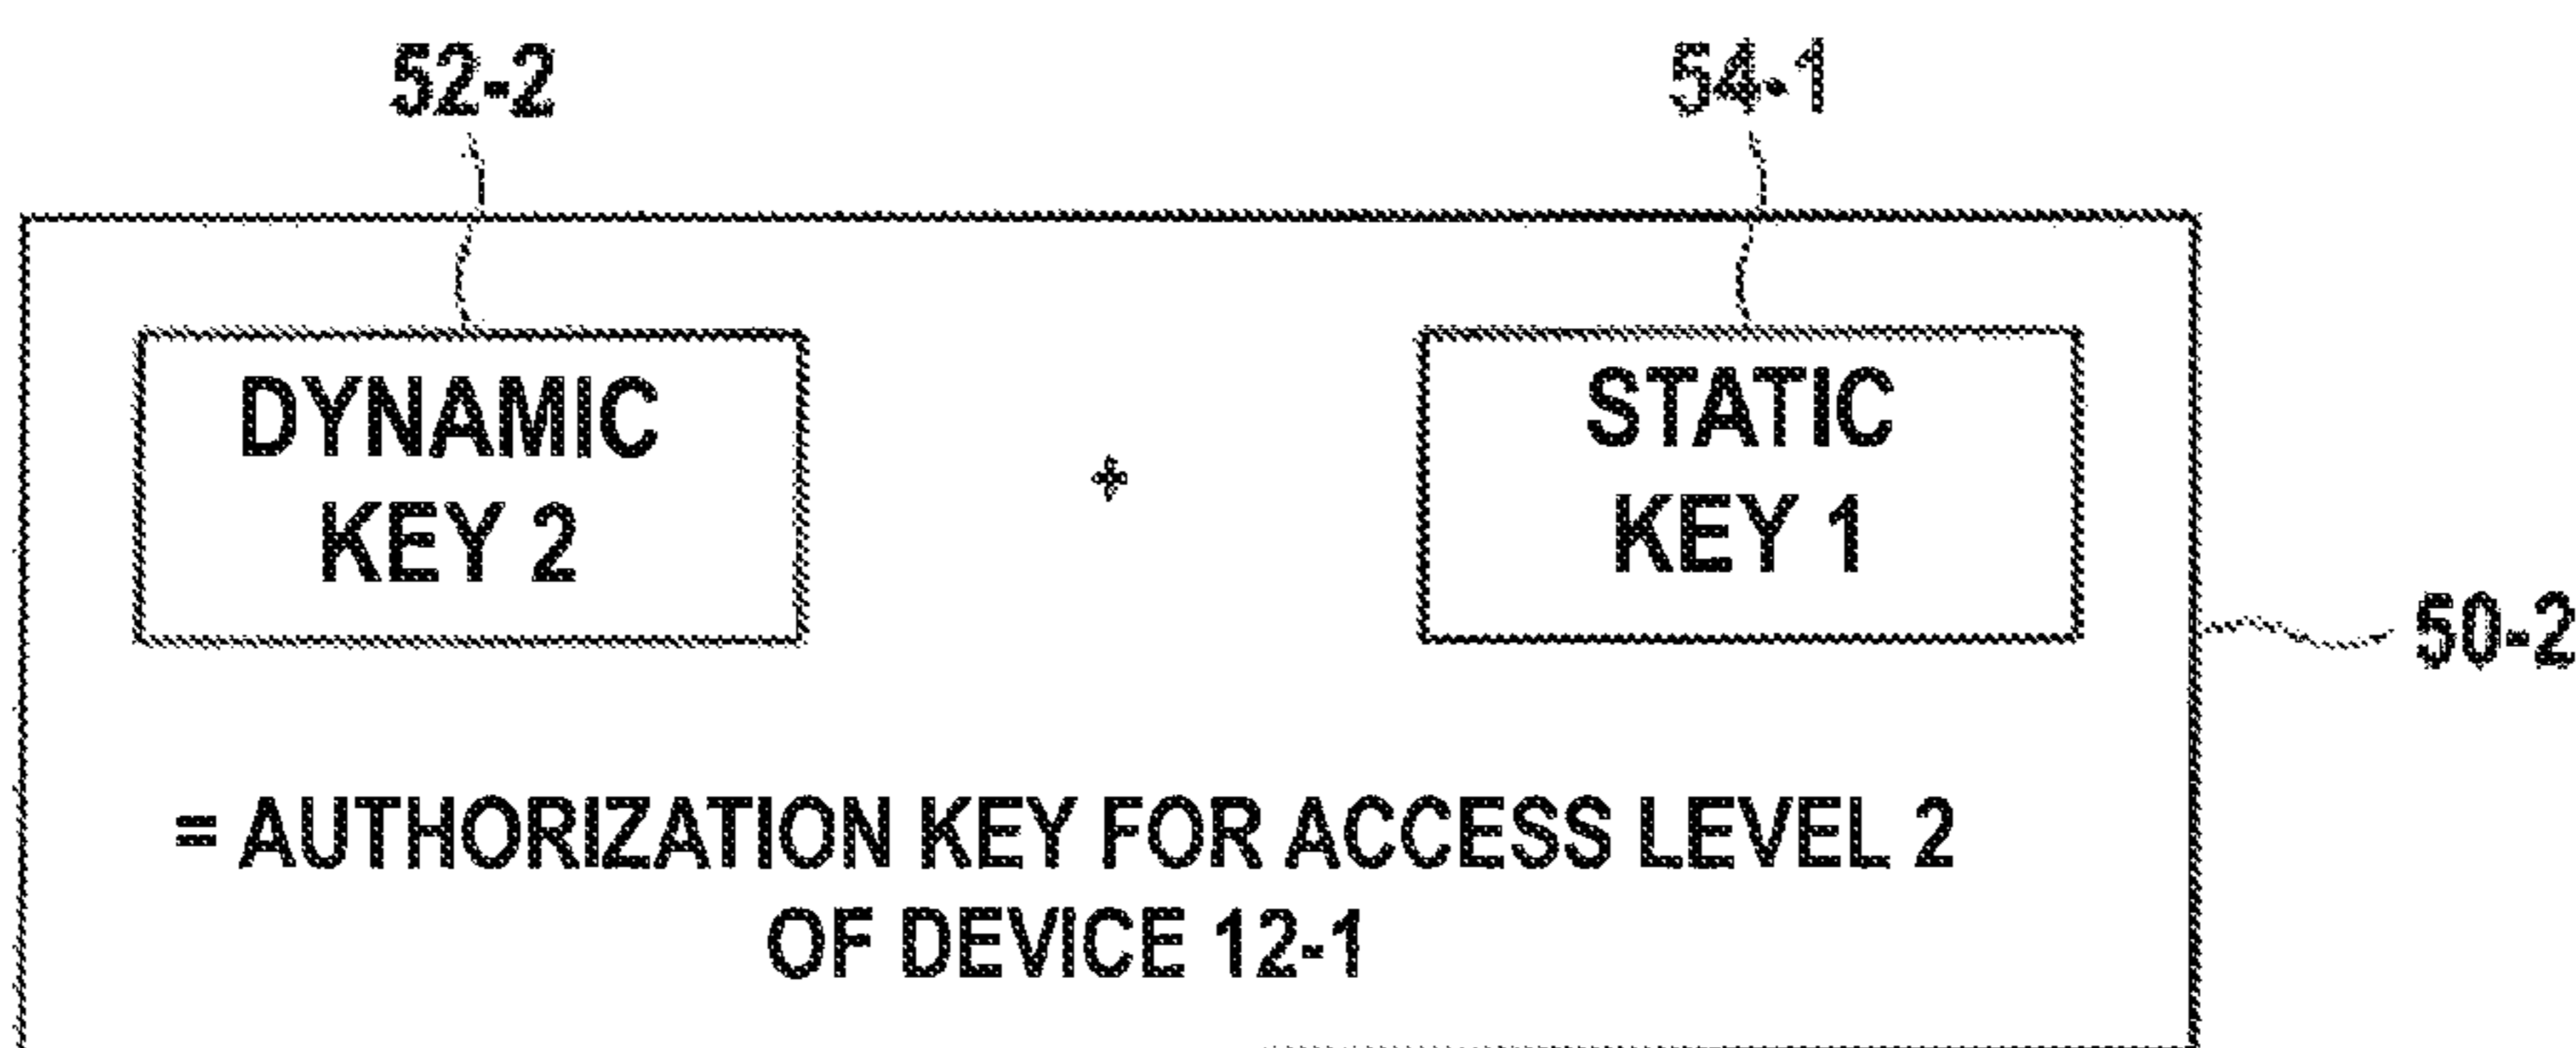 52-2 54-1
DYNAMIC
KEY 2
+
STATIC
KEY 1
50-2
= AUTHORIZATION KEY FOR ACCESS LEVEL 2
OF DEVICE 12-1